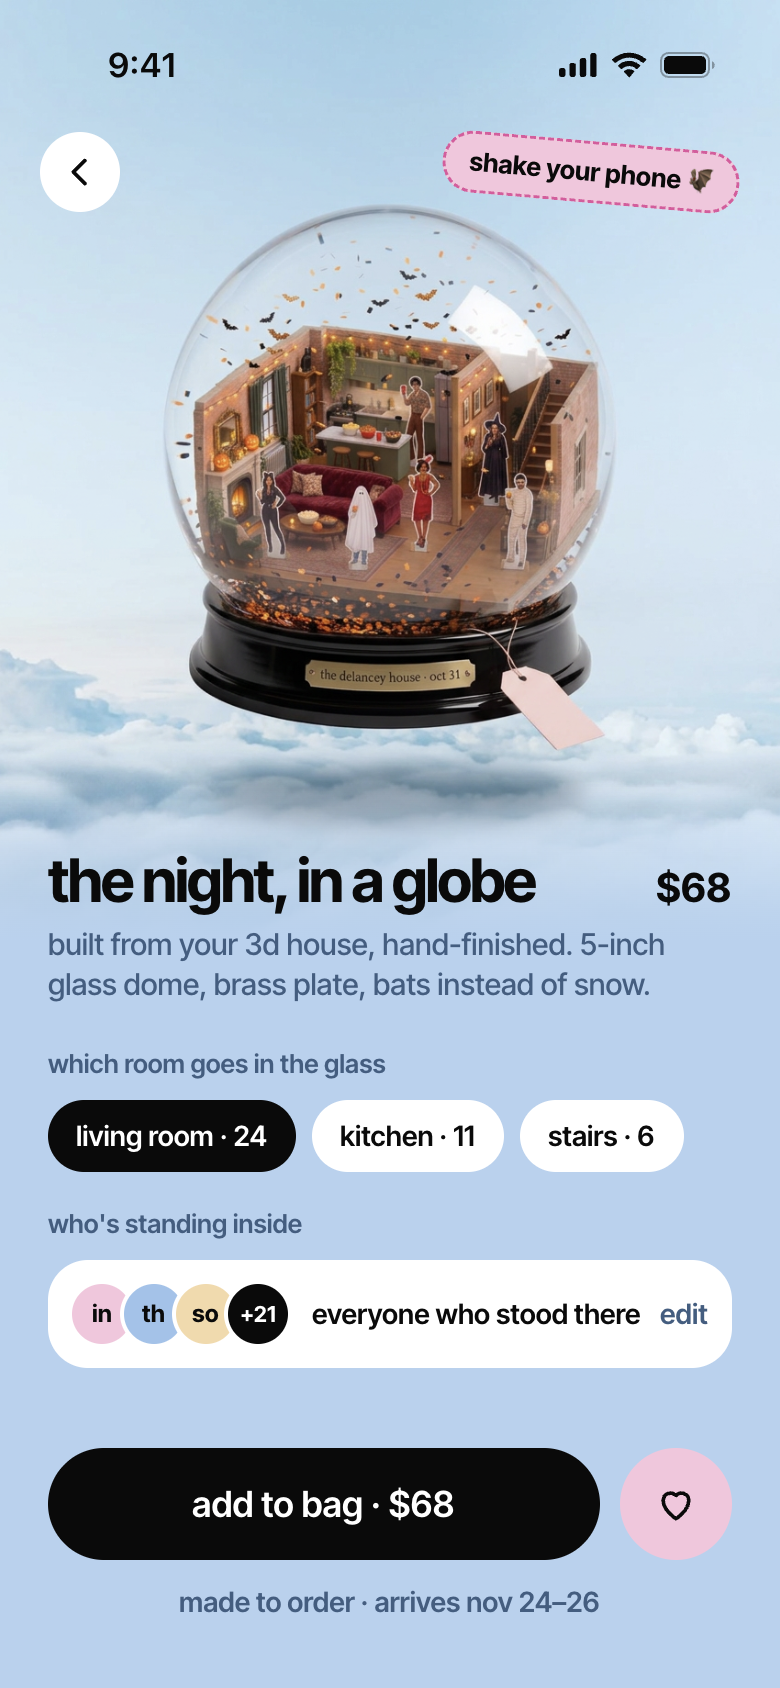 9:41
shake your phone 🦇
the delancey house · oct 31
the night, in a globe
$68
built from your 3d house, hand-finished. 5-inch
glass dome, brass plate, bats instead of snow.
which room goes in the glass
living room · 24
kitchen · 11
stairs · 6
who's standing inside
in
th
so
+21
everyone who stood there
edit
add to bag · $68
made to order · arrives nov 24–26